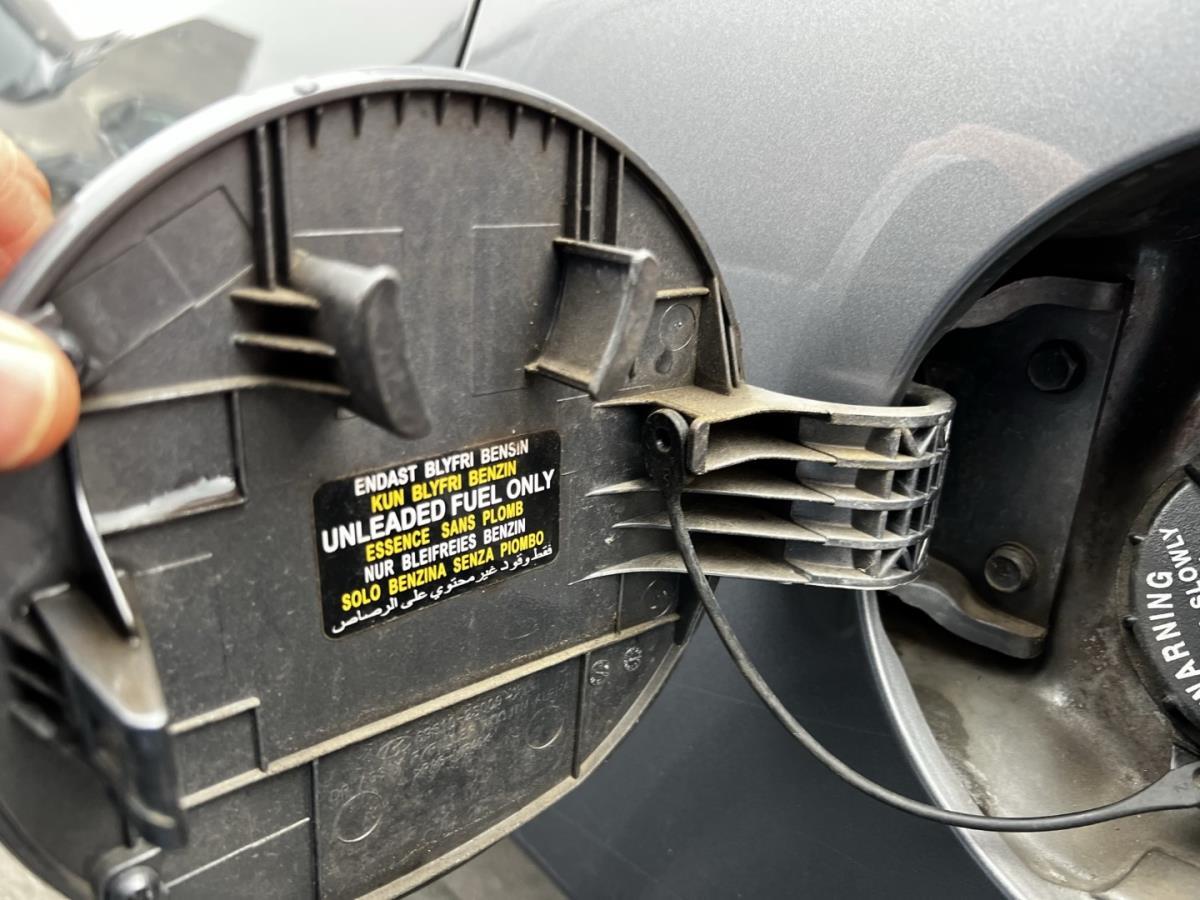 ENDAST BLYFRI BENSIN
KUN BLYFRI BENZIN
UNLEADED FUEL ONLY
ESSENCE SANS PLOMB
NUR BLEIFREIES BENZIN
SOLO BENZINA SENZA PIOMBO
فقط وقود غير محتوي على الرصاص
WARNING
SLOWLY